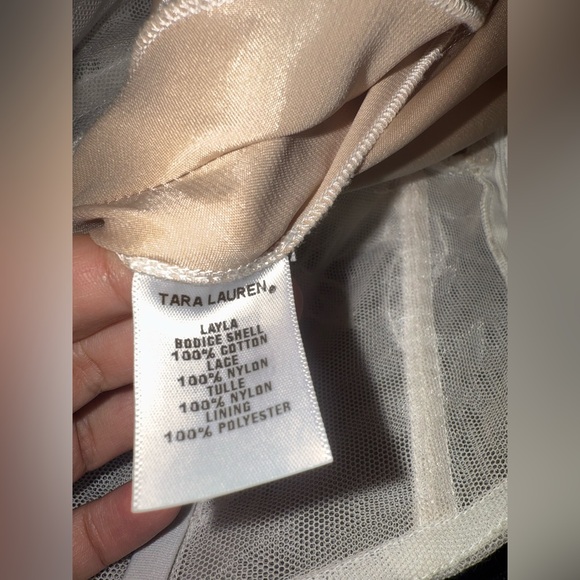 TARA LAUREN®
LAYLA
BODICE SHELL
100% COTTON
LACE
100% NYLON
TULLE
100% NYLON
LINING
100% POLYESTER